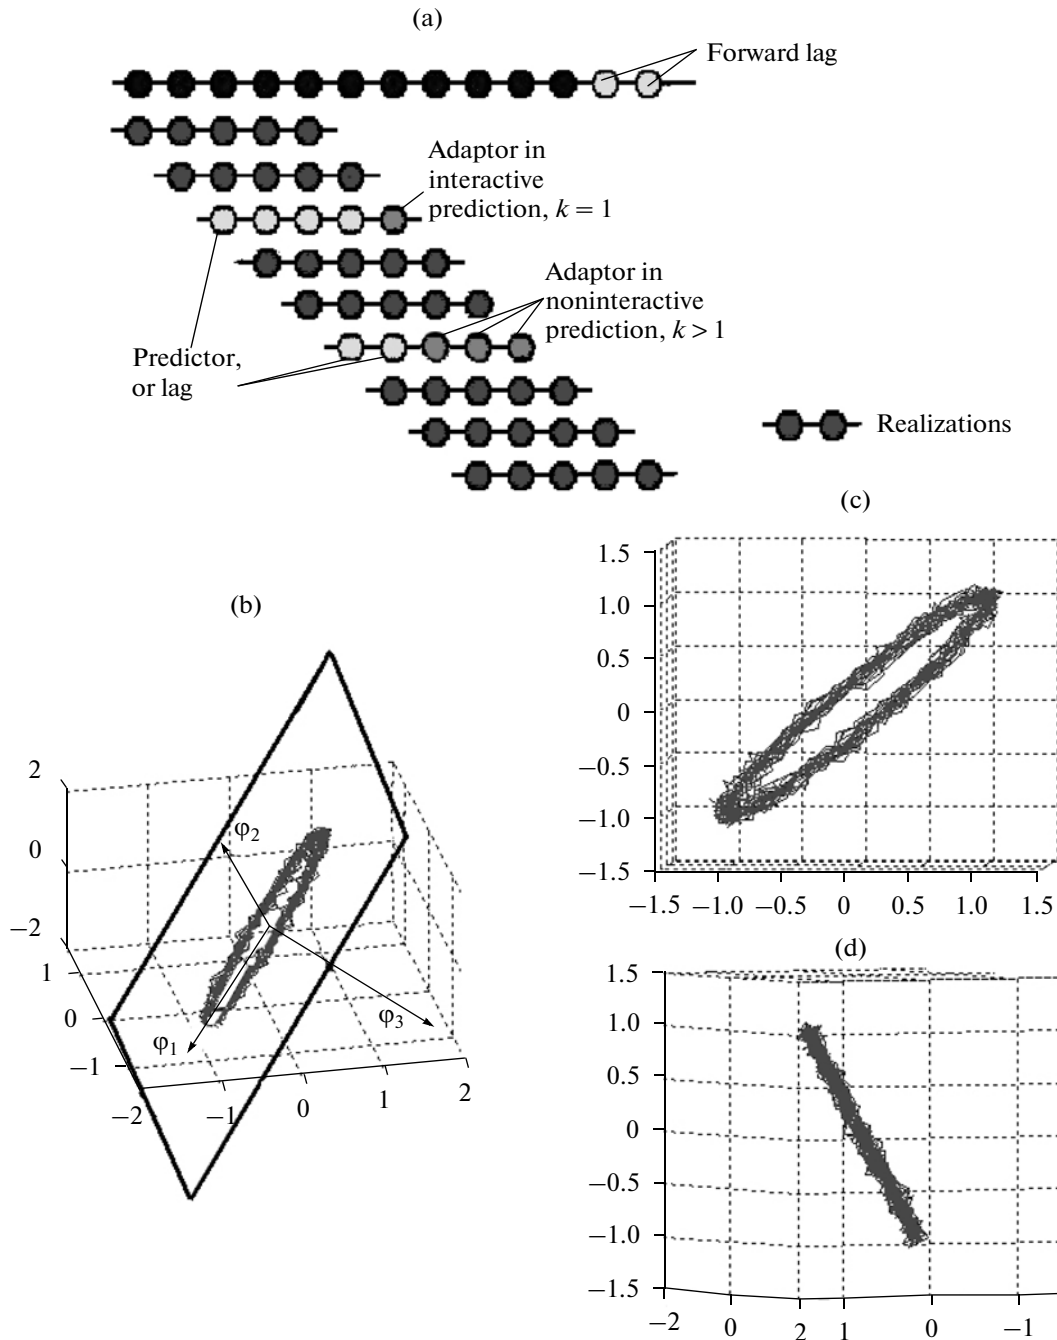 (a)
Forward lag
Adaptor in
interactive
prediction, k = 1
Adaptor in
noninteractive
prediction, k > 1
Predictor,
or lag
Realizations
(c)
1.5
1.0
0.5
0
−0.5
−1.0
−1.5
−1.5 −1.0 −0.5 0 0.5 1.0 1.5
(b)
2
0
−2
1
0
−1
−2 −1 0 1 2
φ2
φ1
φ3
(d)
1.5
1.0
0.5
0
−0.5
−1.0
−1.5
−2 0 2 1 0 −1